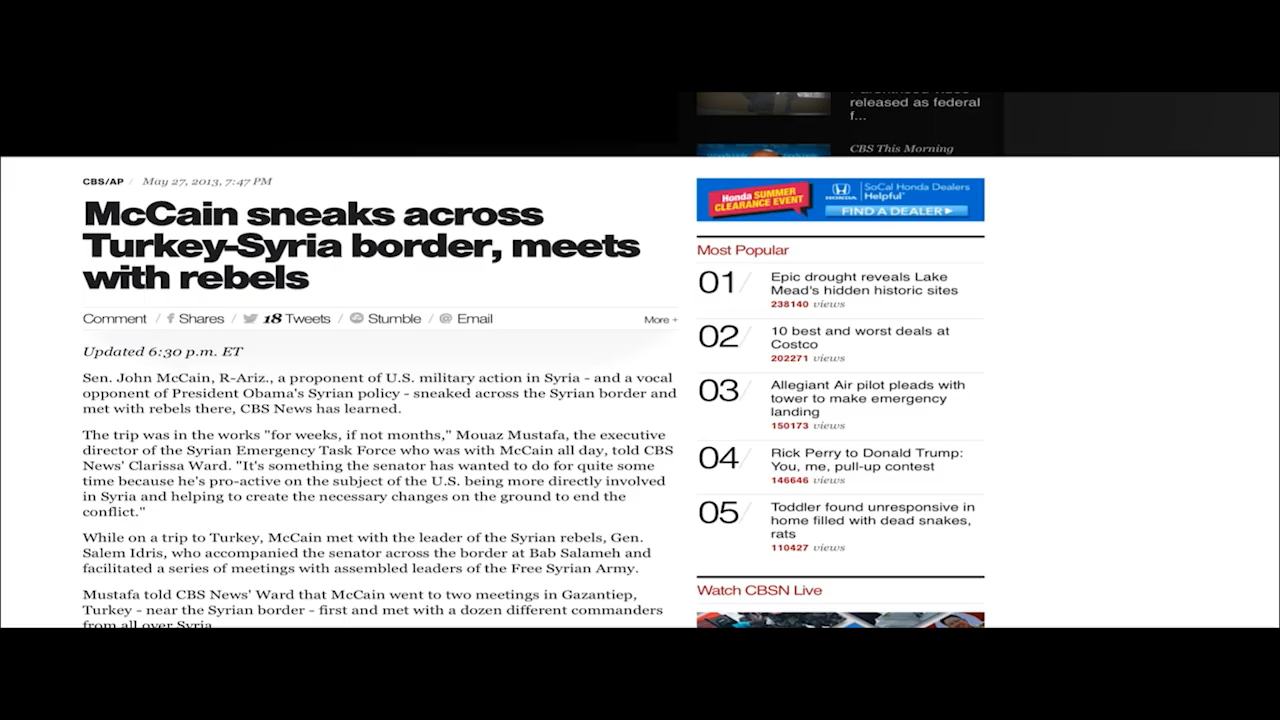 released as federal
f...
CBS This Morning
CBS/AP / May 27, 2013, 7:47 PM
McCain sneaks across
Turkey-Syria border, meets
with rebels
Comment / f Shares / 18 Tweets / Stumble / @ Email
More +
Updated 6:30 p.m. ET
Sen. John McCain, R-Ariz., a proponent of U.S. military action in Syria - and a vocal
opponent of President Obama's Syrian policy - sneaked across the Syrian border and
met with rebels there, CBS News has learned.
The trip was in the works "for weeks, if not months," Mouaz Mustafa, the executive
director of the Syrian Emergency Task Force who was with McCain all day, told CBS
News' Clarissa Ward. "It's something the senator has wanted to do for quite some
time because he's pro-active on the subject of the U.S. being more directly involved
in Syria and helping to create the necessary changes on the ground to end the
conflict."
While on a trip to Turkey, McCain met with the leader of the Syrian rebels, Gen.
Salem Idris, who accompanied the senator across the border at Bab Salameh and
facilitated a series of meetings with assembled leaders of the Free Syrian Army.
Mustafa told CBS News' Ward that McCain went to two meetings in Gazantiep,
Turkey - near the Syrian border - first and met with a dozen different commanders
from all over Syria
Honda SUMMER
CLEARANCE EVENT
HONDA
SoCal Honda Dealers
Helpful
FIND A DEALER
Most Popular
01/
Epic drought reveals Lake
Mead's hidden historic sites
238140 views
02/
10 best and worst deals at
Costco
202271 views
03/
Allegiant Air pilot pleads with
tower to make emergency
landing
150173 views
04/
Rick Perry to Donald Trump:
You, me, pull-up contest
146646 views
05/
Toddler found unresponsive in
home filled with dead snakes,
rats
110427 views
Watch CBSN Live